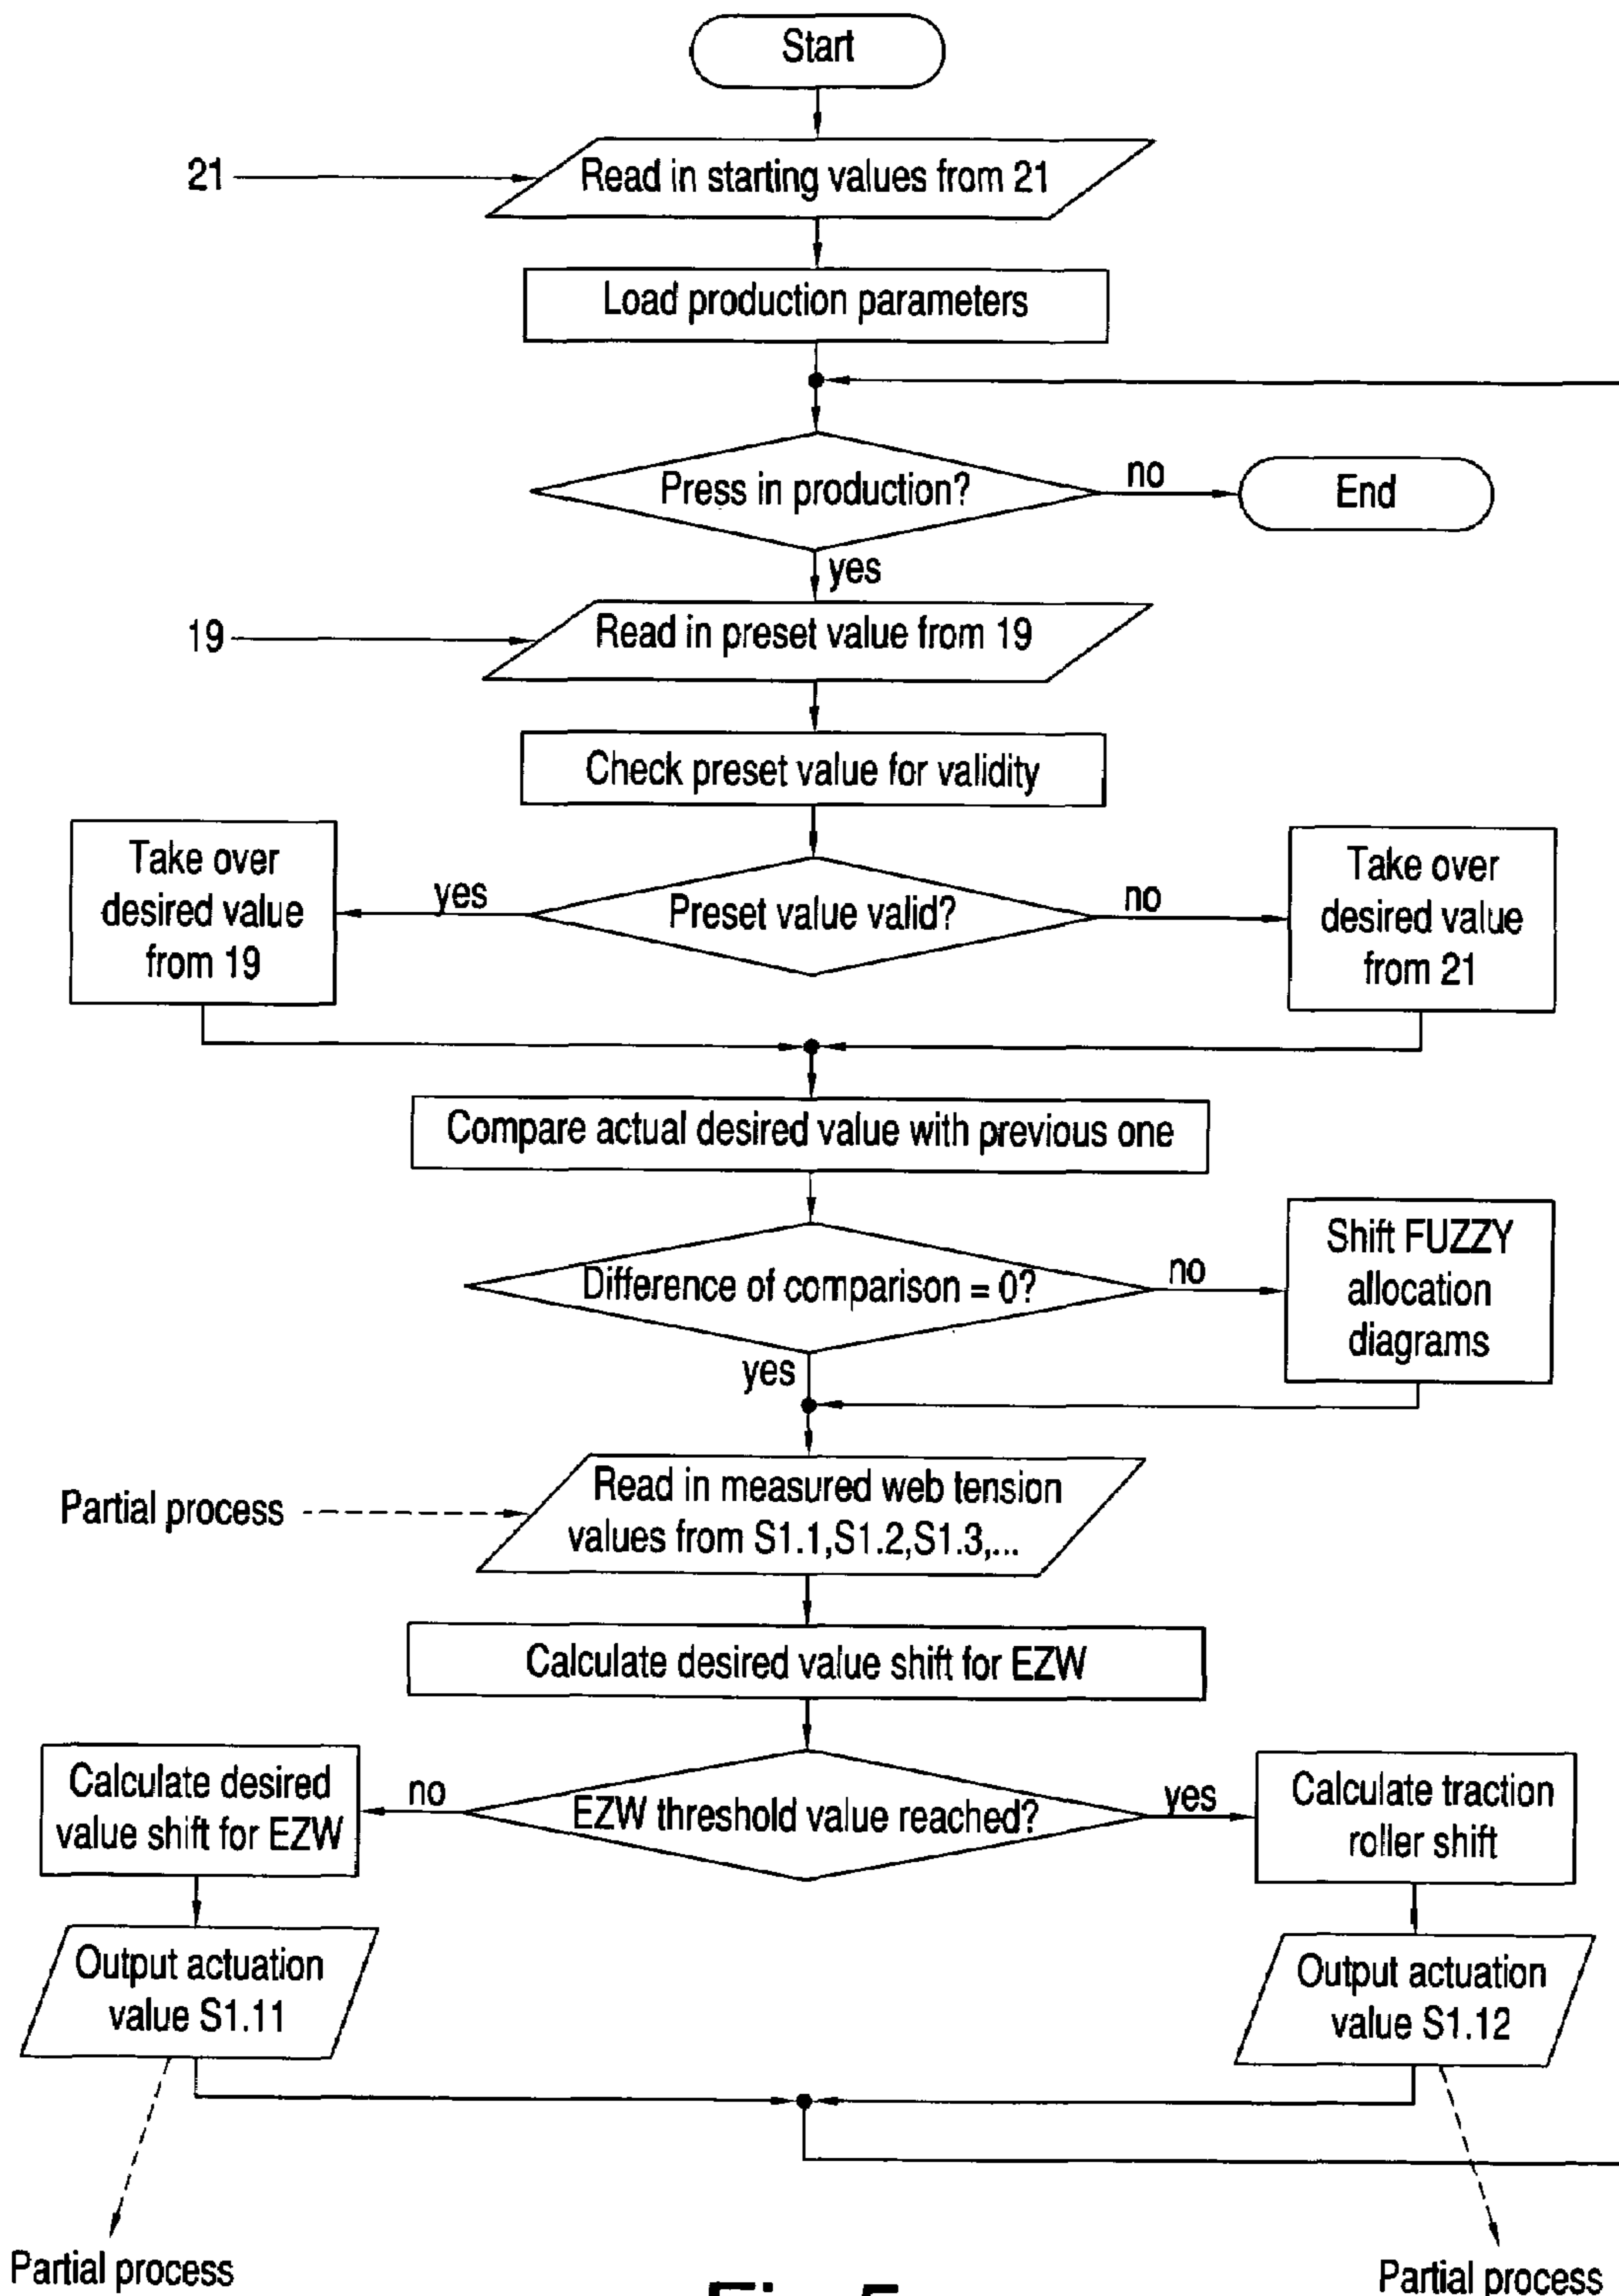 Start
21
Read in starting values from 21
Load production parameters
Press in production?
no
End
yes
19
Read in preset value from 19
Check preset value for validity
Take over
desired value
from 19
yes
Preset value valid?
no
Take over
desired value
from 21
Compare actual desired value with previous one
Difference of comparison = 0?
no
Shift FUZZY
allocation
diagrams
yes
Partial process
Read in measured web tension
values from S1.1,S1.2,S1.3,...
Calculate desired value shift for EZW
Calculate desired
value shift for EZW
no
EZW threshold value reached?
yes
Calculate traction
roller shift
Output actuation
value S1.11
Output actuation
value S1.12
Partial process
Partial process